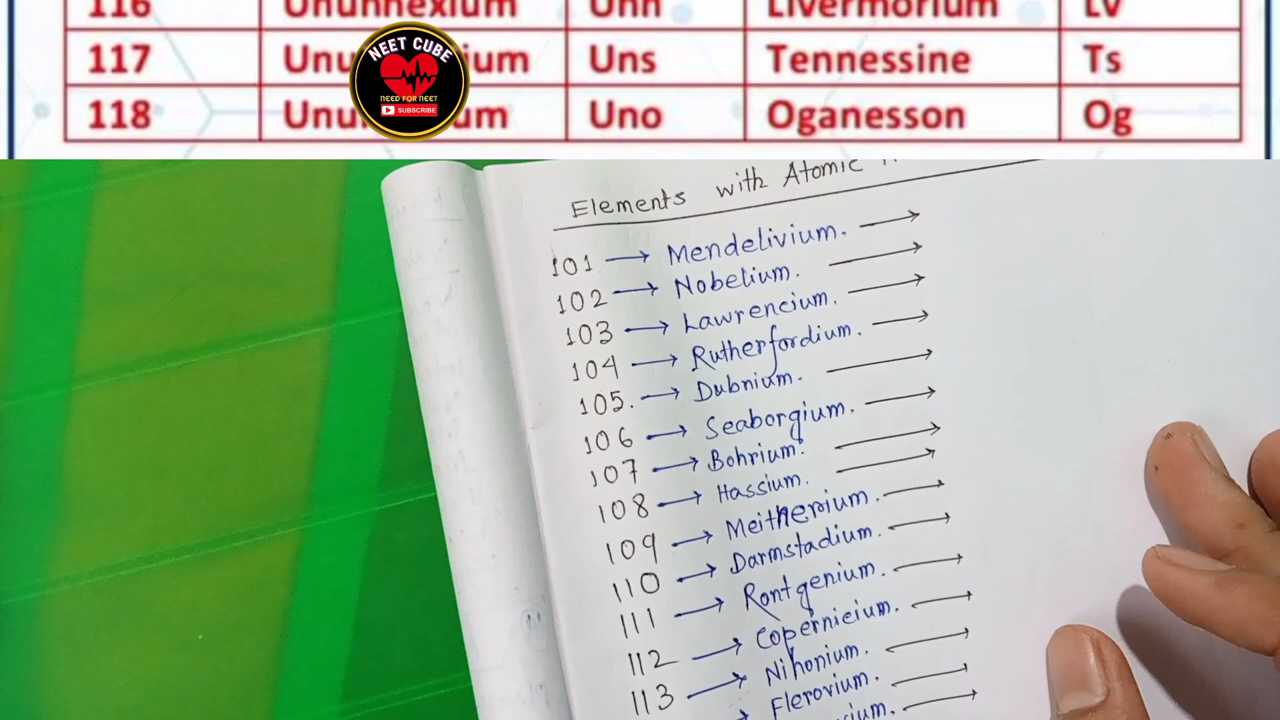 116 Ununhexium Unh Livermorium Lv
117 Unu ium Uns Tennessine Ts
118 Unu um Uno Oganesson Og
NEET CUBE
NEED FOR NEET
SUBSCRIBE
Elements with Atomic
101 → Mendelivium. →
102 → Nobelium. →
103 → Lawrencium. →
104 → Rutherfordium. →
105. → Dubnium. →
106 → Seaborgium. →
107 → Bohrium. →
108 → Hassium. →
109 → Meitnerium. →
110 → Darmstadium. →
111 → Rontgenium. →
112 → Copernicium. →
113 → Nihonium. →
→ Flerovium. →